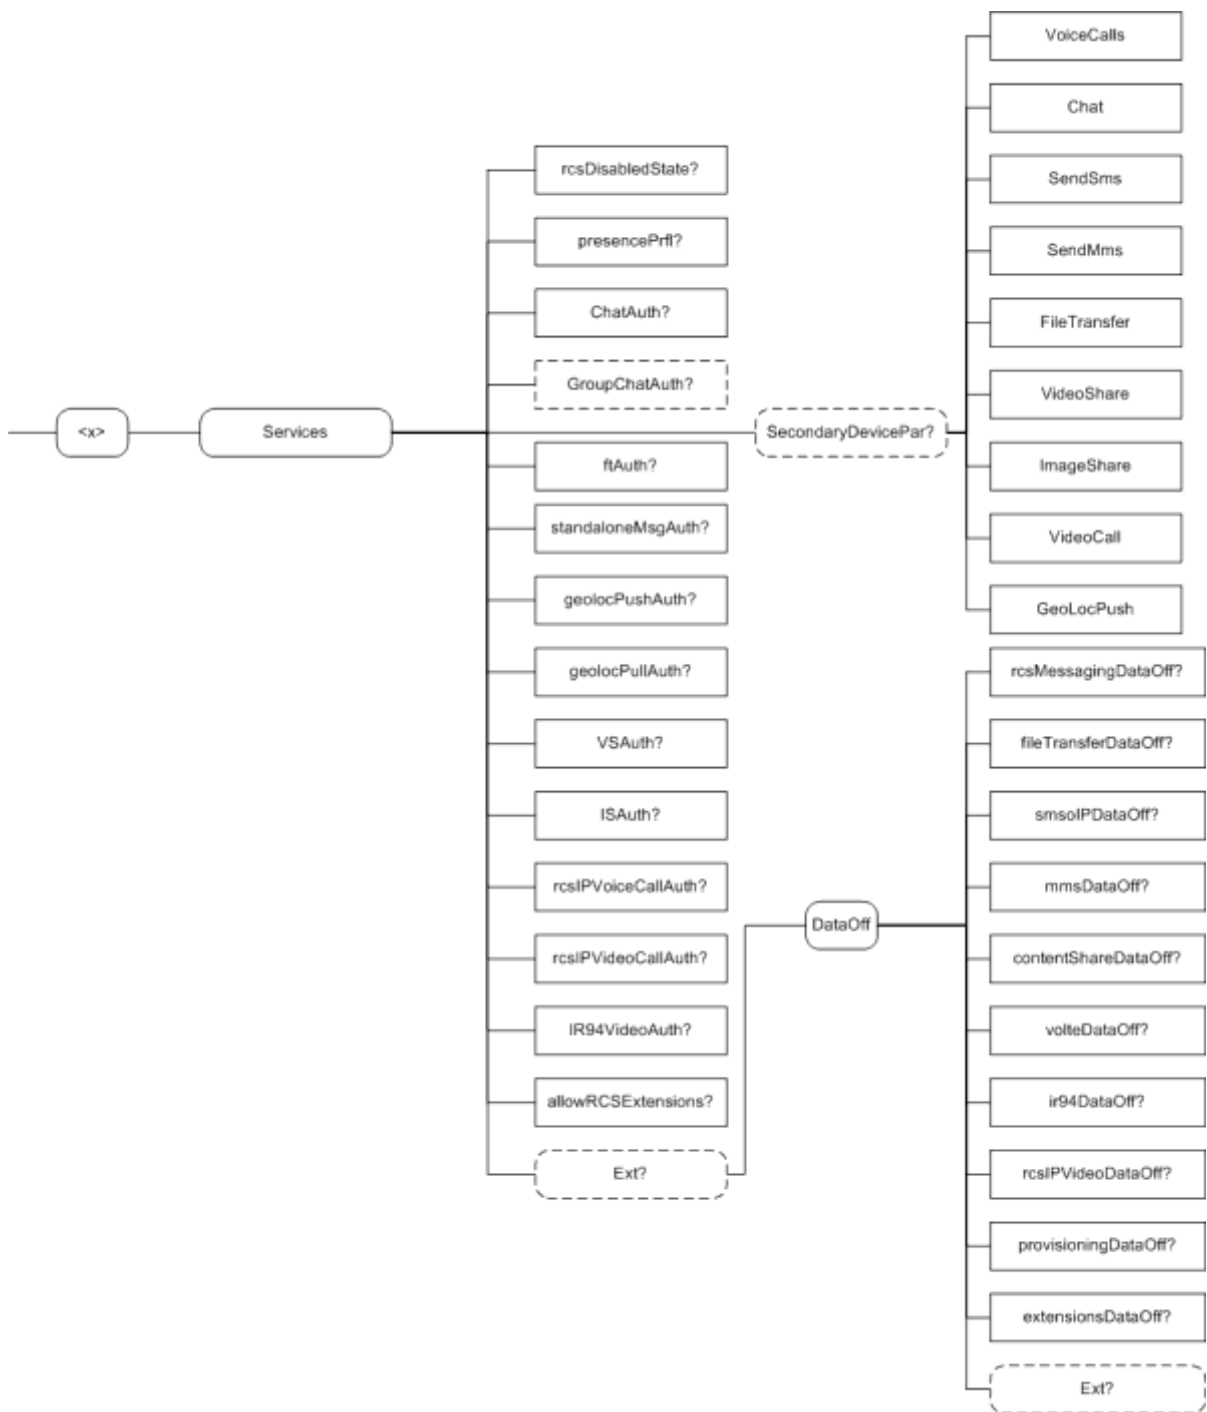 <x>
Services
rcsDisabledState?
presencePrfl?
ChatAuth?
GroupChatAuth?
SecondaryDevicePar?
ftAuth?
standaloneMsgAuth?
geolocPushAuth?
geolocPullAuth?
VSAuth?
ISAuth?
rcsIPVoiceCallAuth?
rcsIPVideoCallAuth?
IR94VideoAuth?
allowRCSExtensions?
Ext?
VoiceCalls
Chat
SendSms
SendMms
FileTransfer
VideoShare
ImageShare
VideoCall
GeoLocPush
DataOff
rcsMessagingDataOff?
fileTransferDataOff?
smsoIPDataOff?
mmsDataOff?
contentShareDataOff?
volteDataOff?
ir94DataOff?
rcsIPVideoDataOff?
provisioningDataOff?
extensionsDataOff?
Ext?